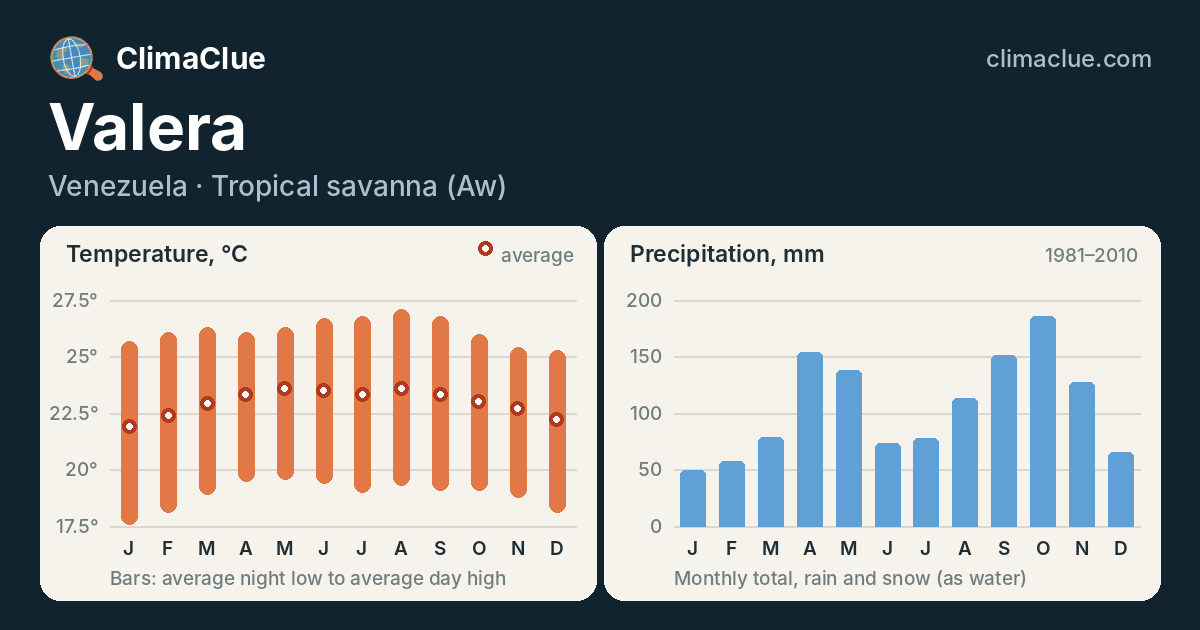 ClimaClue
climaclue.com
Valera
Venezuela · Tropical savanna (Aw)
Temperature, °C
average
27.5°
25°
22.5°
20°
17.5°
J F M A M J J A S O N D
Bars: average night low to average day high
Precipitation, mm
1981–2010
200
150
100
50
0
J F M A M J J A S O N D
Monthly total, rain and snow (as water)